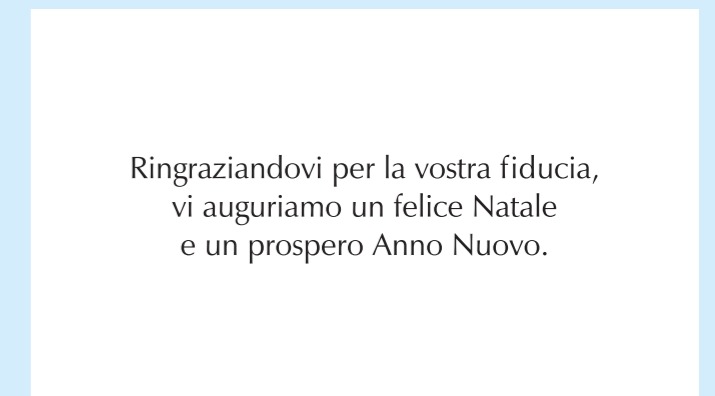 Ringraziandovi per la vostra fiducia,
vi auguriamo un felice Natale
e un prospero Anno Nuovo.